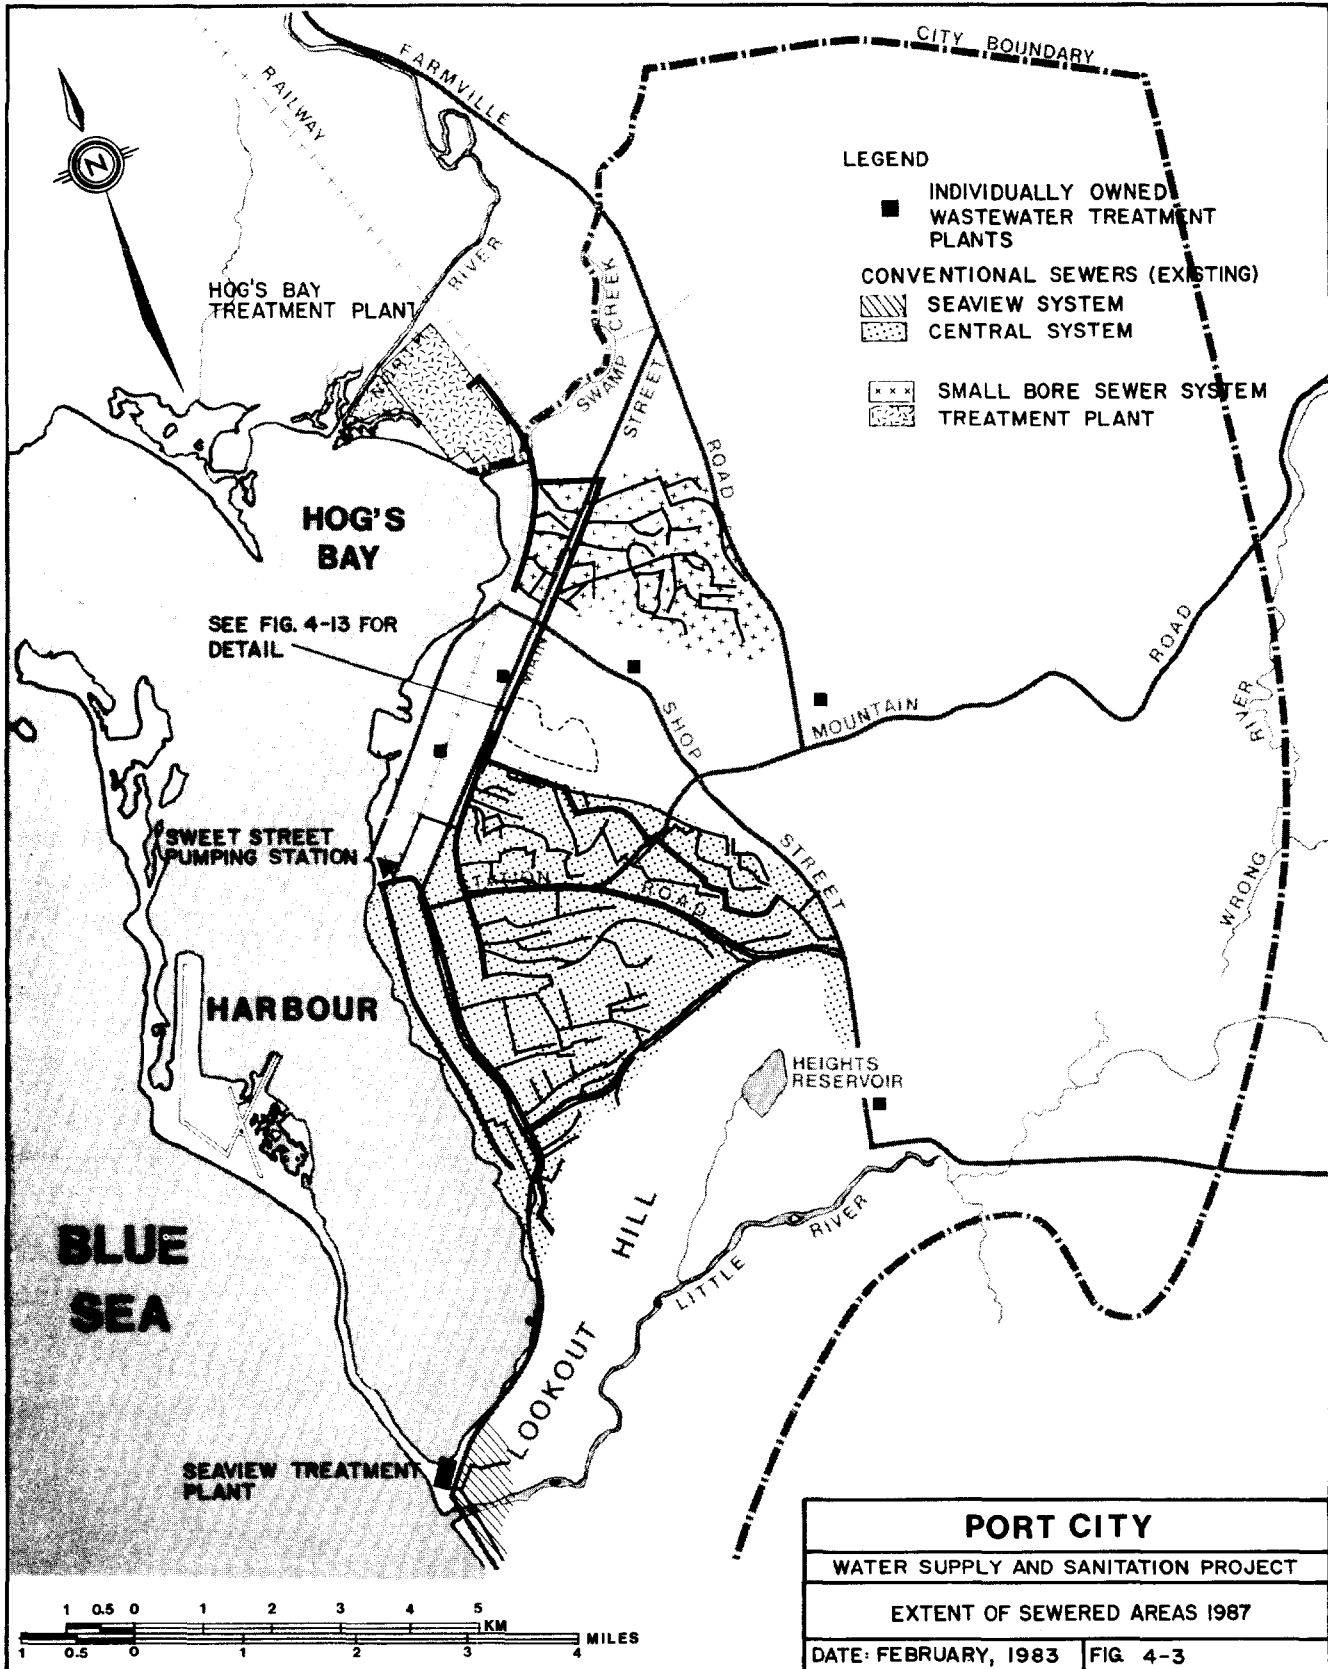 CITY BOUNDARY
FARMVILLE
RAILWAY
N
LEGEND
INDIVIDUALLY OWNED
WASTEWATER TREATMENT
PLANTS
CONVENTIONAL SEWERS (EXISTING)
SEAVIEW SYSTEM
CENTRAL SYSTEM
SMALL BORE SEWER SYSTEM
TREATMENT PLANT
RIVER
HOG'S BAY
TREATMENT PLANT
SWAMP CREEK
STREET
ROAD
HOG'S
BAY
SEE FIG. 4-13 FOR
DETAIL
MAIN
SHOP
MOUNTAIN
ROAD
RIVER
SWEET STREET
PUMPING STATION
STATION
ROAD
STREET
WRONG
HARBOUR
HEIGHTS
RESERVOIR
BLUE
SEA
HILL
LITTLE
RIVER
LOOKOUT
SEAVIEW TREATMENT
PLANT
1 0.5 0 1 2 3 4 5
KM
MILES
1 0.5 0 1 2 3 4
PORT CITY
WATER SUPPLY AND SANITATION PROJECT
EXTENT OF SEWERED AREAS 1987
DATE: FEBRUARY, 1983
FIG. 4-3